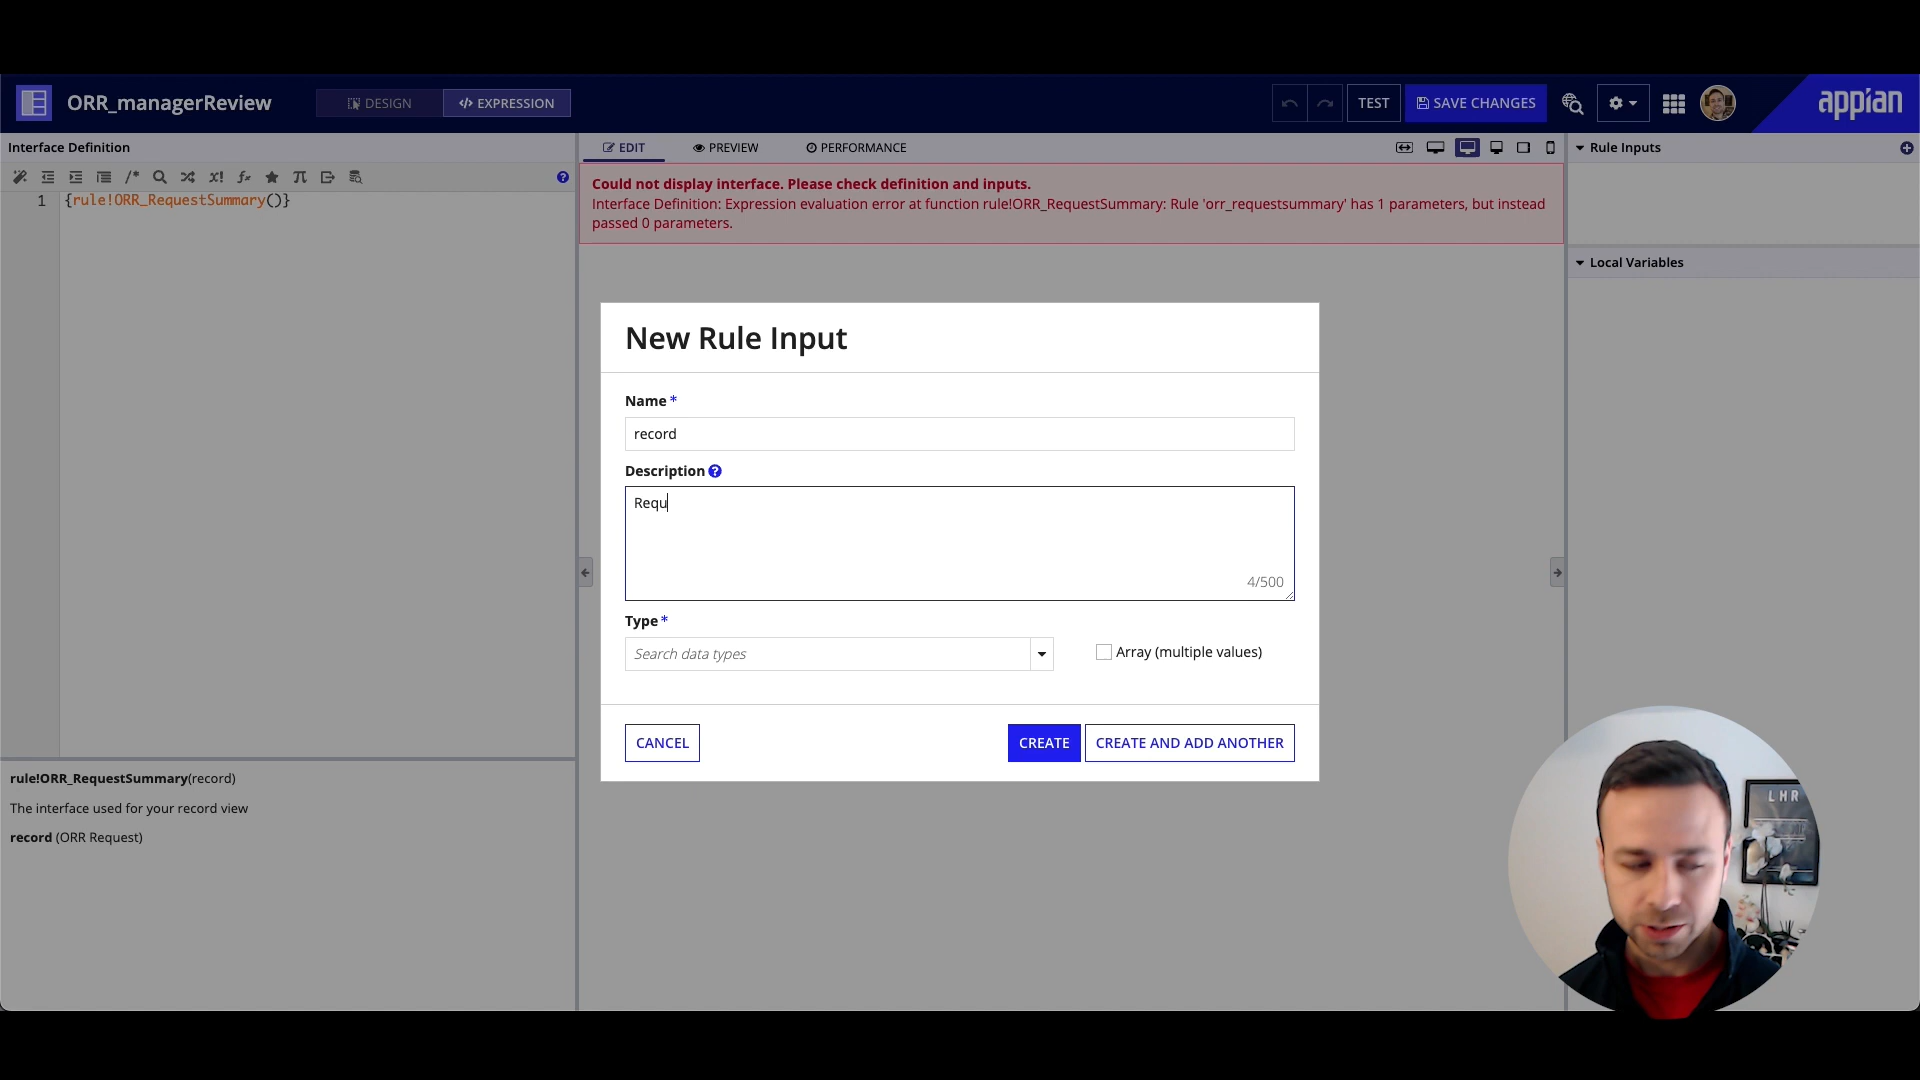 ORR_managerReview
DESIGN
</> EXPRESSION
TEST
SAVE CHANGES
appian
Interface Definition
EDIT
PREVIEW
PERFORMANCE
Rule Inputs
1
{rule!ORR_RequestSummary()}
Could not display interface. Please check definition and inputs.
Interface Definition: Expression evaluation error at function rule!ORR_RequestSummary: Rule 'orr_requestsummary' has 1 parameters, but instead
passed 0 parameters.
Local Variables
New Rule Input
Name *
record
Description ?
Requ
4/500
Type *
Search data types
Array (multiple values)
CANCEL
CREATE
CREATE AND ADD ANOTHER
rule!ORR_RequestSummary(record)
The interface used for your record view
record (ORR Request)
LHR